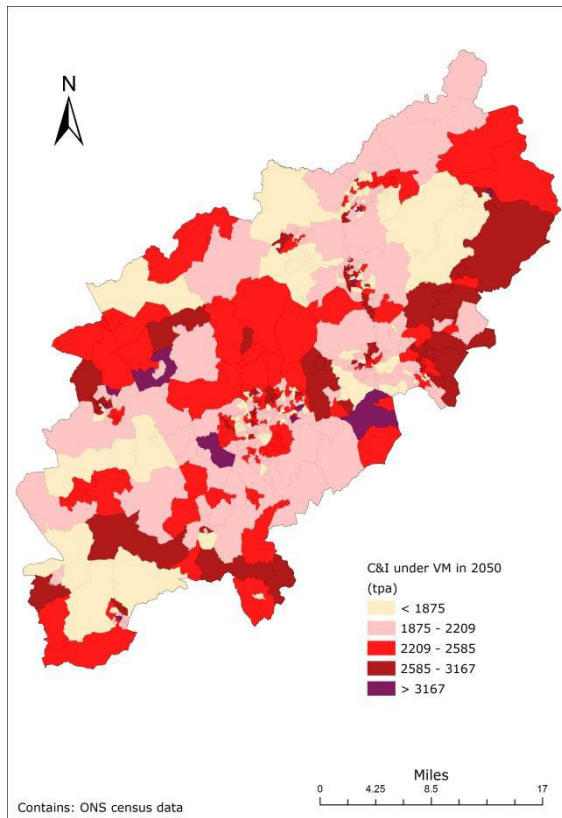 N
C&I under VM in 2050
(tpa)
< 1875
1875 - 2209
2209 - 2585
2585 - 3167
> 3167
Miles
0 4.25 8.5 17
Contains: ONS census data